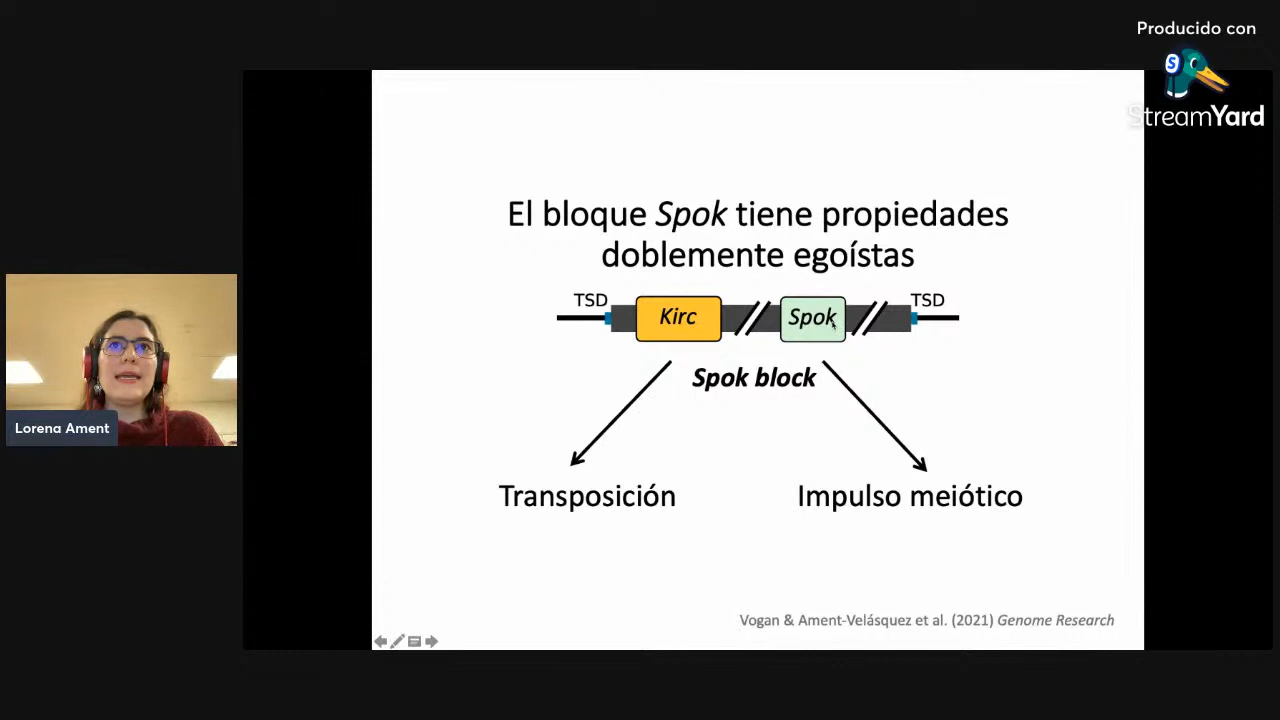 Producido con
S
StreamYard
El bloque Spok tiene propiedades
doblemente egoístas
TSD
TSD
Kirc
Spok
Spok block
Transposición
Impulso meiótico
Lorena Ament
Vogan & Ament-Velásquez et al. (2021) Genome Research